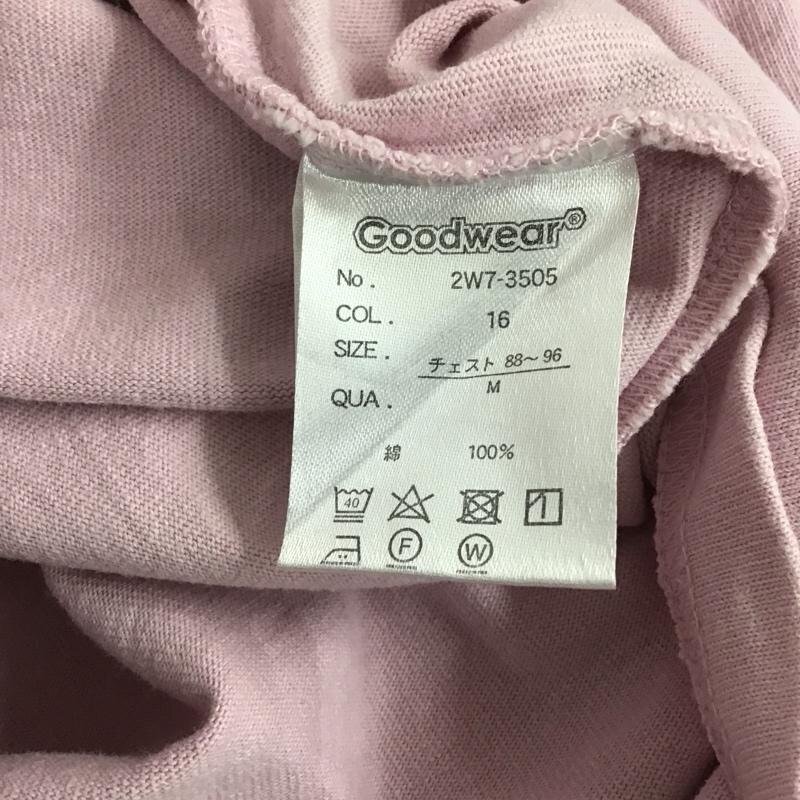 Goodwear®
No. 2W7-3505
COL. 16
SIZE. チェスト 88〜96
M
QUA.
綿 100%
40
F W